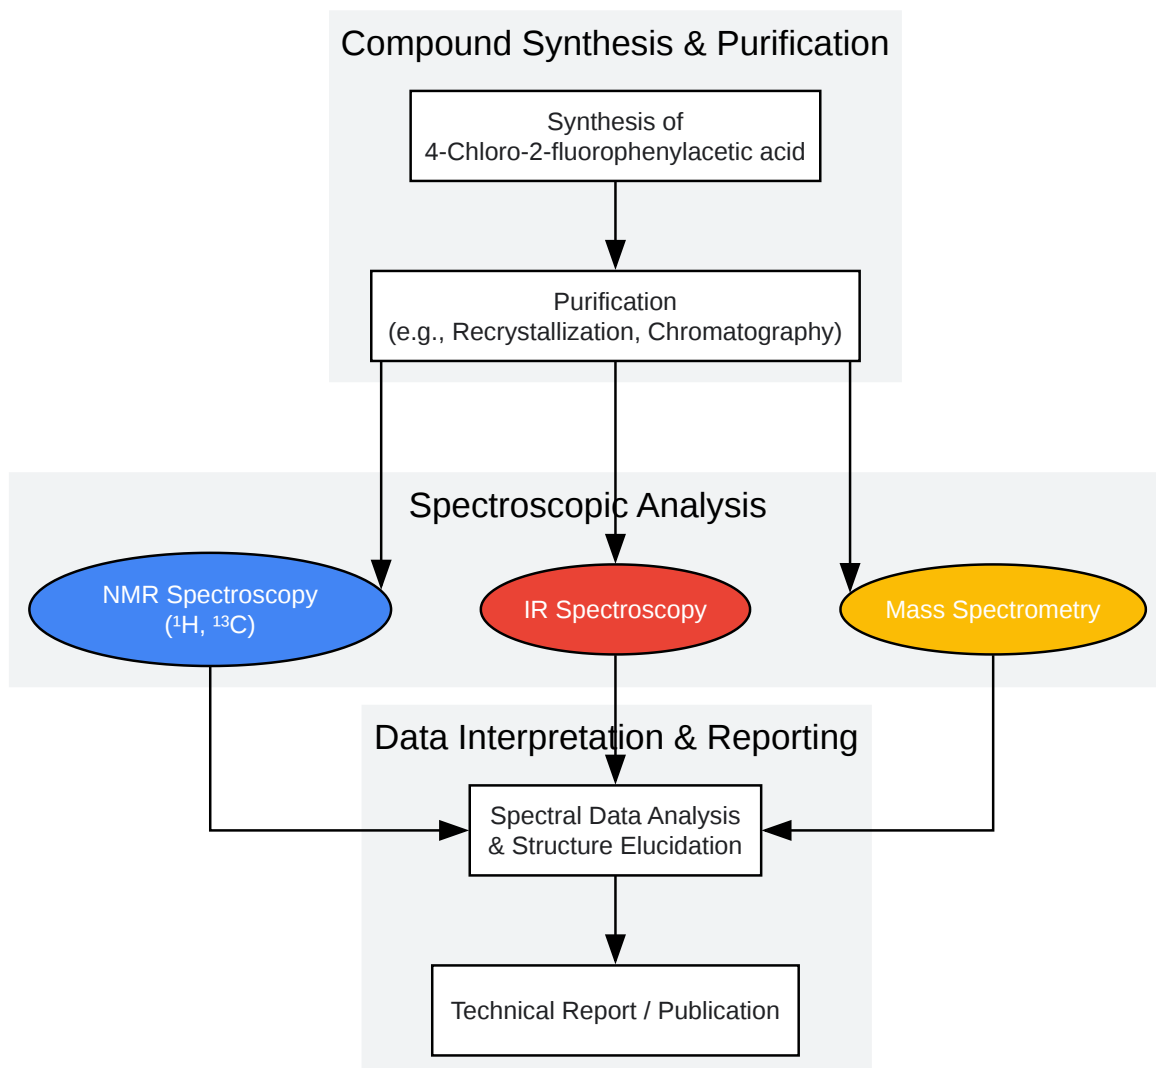 Compound Synthesis & Purification
Synthesis of
4-Chloro-2-fluorophenylacetic acid
Purification
(e.g., Recrystallization, Chromatography)
Spectroscopic Analysis
NMR Spectroscopy
(¹H, ¹³C)
IR Spectroscopy
Mass Spectrometry
Data Interpretation & Reporting
Spectral Data Analysis
& Structure Elucidation
Technical Report / Publication